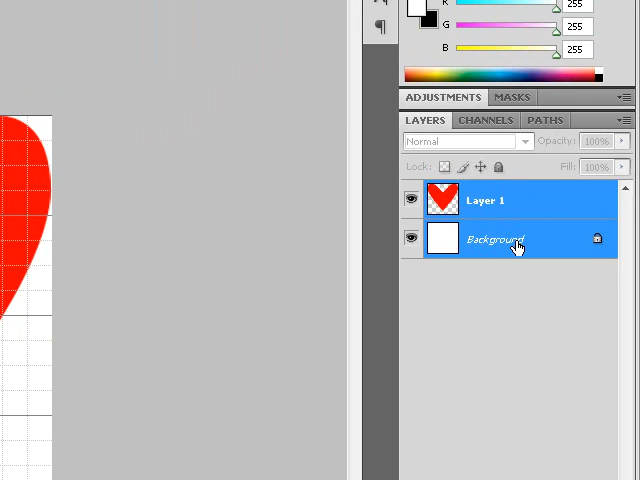 R 255
G 255
B 255
ADJUSTMENTS MASKS
LAYERS CHANNELS PATHS
Normal Opacity: 100%
Lock: Fill: 100%
Layer 1
Background